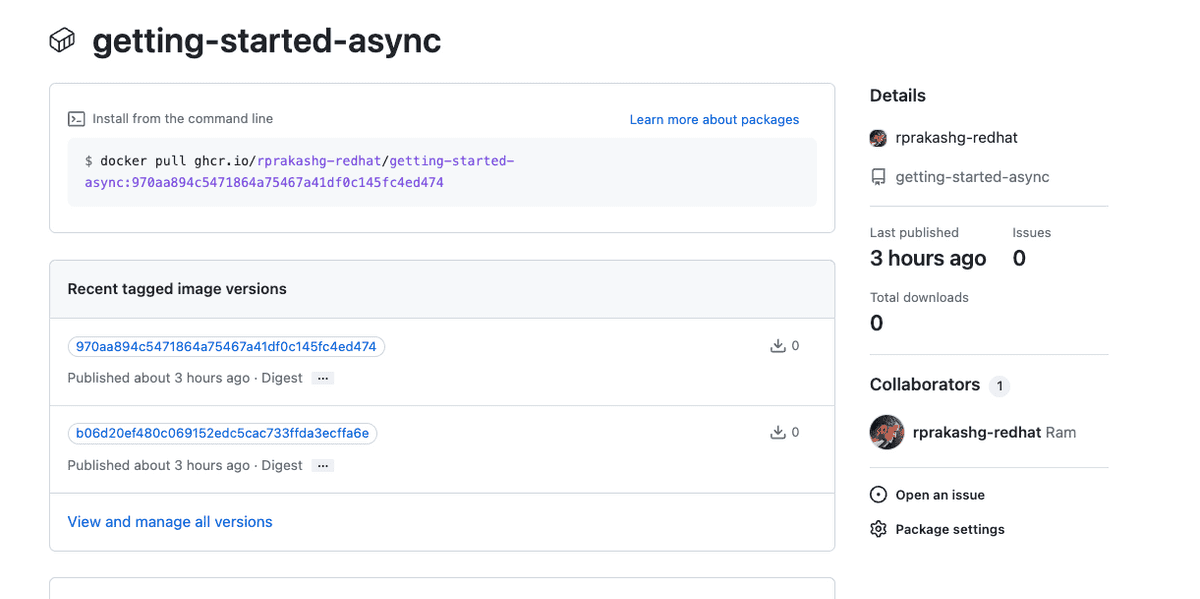 getting-started-async
Install from the command line
Learn more about packages
$ docker pull ghcr.io/rprakashg-redhat/getting-started-
async:970aa894c5471864a75467a41df0c145fc4ed474
Recent tagged image versions
970aa894c5471864a75467a41df0c145fc4ed474
0
Published about 3 hours ago · Digest ...
b06d20ef480c069152edc5cac733ffda3ecffa6e
0
Published about 3 hours ago · Digest ...
View and manage all versions
Details
rprakashg-redhat
getting-started-async
Last published
Issues
3 hours ago
0
Total downloads
0
Collaborators 1
rprakashg-redhat Ram
Open an issue
Package settings